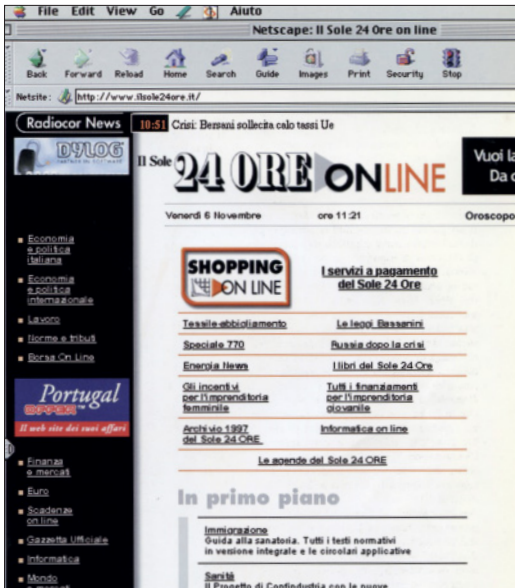 File Edit View Go Aiuto
Netscape: Il Sole 24 Ore on line
Back Forward Reload Home Search Guide Images Print Security Stop
Netsite: http://www.ilsole24ore.it/
Radiocor News
10:51 Crisi: Bersani sollecita calo tassi Ue
DYLOG
Il Sole 24 ORE ONLINE
Vuoi la
Da
Venerdì 6 Novembre ore 11:21 Oroscopo
Economia
e politica
italiana
Economia
e politica
internazionale
Lavoro
Norme e tributi
Borsa On Line
SHOPPING
ON LINE
I servizi a pagamento
del Sole 24 Ore
Tessile-abbigliamento Le leggi Bassanini
Speciale 770 Russia dopo la crisi
Energia News I libri del Sole 24 Ore
Gli incentivi
per l'imprenditoria
femminile
Tutti i finanziamenti
per l'imprenditoria
giovanile
Archivio 1997
del Sole 24 ORE
Informatica on line
Le agende del Sole 24 ORE
Portugal
Il web site dei suoi affari
Finanza
e mercati
Euro
Scadenze
on line
Gazzetta Ufficiale
Informatica
Mondo
In primo piano
Immigrazione
Guida alla sanatoria. Tutti i testi normativi
in versione integrale e le circolari applicative
Sanità
Il Progetto di Confindustria con le nuove